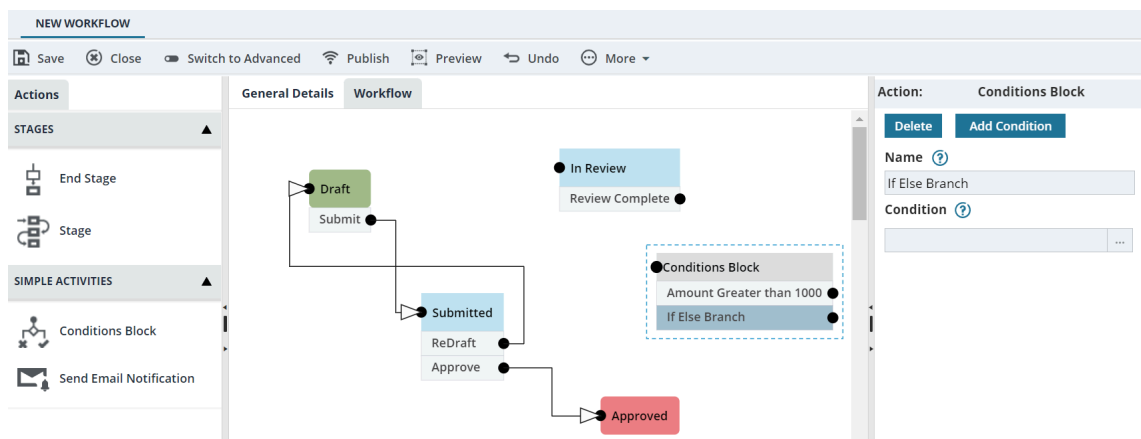 NEW WORKFLOW
Save Close Switch to Advanced Publish Preview Undo More
Actions
STAGES
End Stage
Stage
SIMPLE ACTIVITIES
Conditions Block
Send Email Notification
General Details Workflow
Draft
Submit
In Review
Review Complete
Conditions Block
Amount Greater than 1000
If Else Branch
Submitted
ReDraft
Approve
Approved
Action: Conditions Block
Delete Add Condition
Name ?
If Else Branch
Condition ?
...